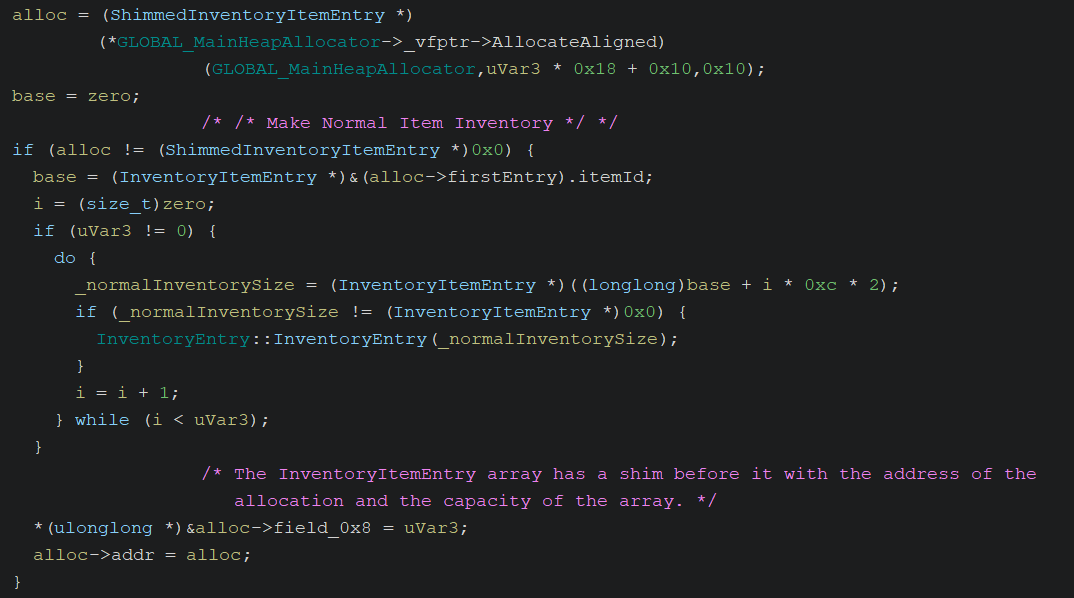 alloc = (ShimmedInventoryItemEntry *)
(*GLOBAL_MainHeapAllocator->_vfptr->AllocateAligned)
(GLOBAL_MainHeapAllocator,uVar3 * 0x18 + 0x10,0x10);
base = zero;
/* /* Make Normal Item Inventory */ */
if (alloc != (ShimmedInventoryItemEntry *)0x0) {
base = (InventoryItemEntry *)&(alloc->firstEntry).itemId;
i = (size_t)zero;
if (uVar3 != 0) {
do {
_normalInventorySize = (InventoryItemEntry *)((longlong)base + i * 0xc * 2);
if (_normalInventorySize != (InventoryItemEntry *)0x0) {
InventoryEntry::InventoryEntry(_normalInventorySize);
}
i = i + 1;
} while (i < uVar3);
}
/* The InventoryItemEntry array has a shim before it with the address of the
allocation and the capacity of the array. */
*(ulonglong *)&alloc->field_0x8 = uVar3;
alloc->addr = alloc;
}